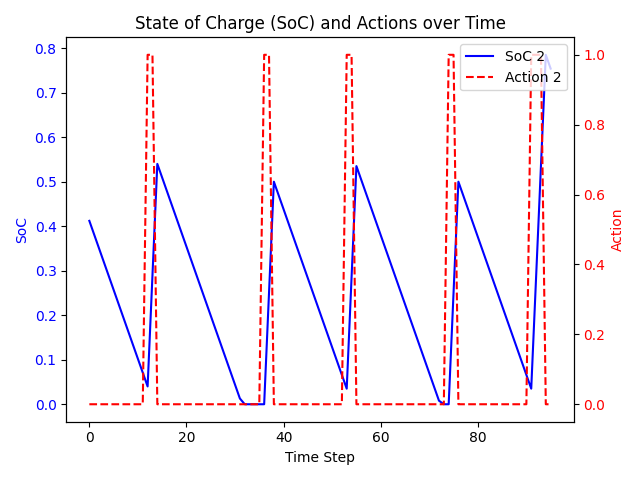 State of Charge (SoC) and Actions over Time
SoC 2
Action 2
0.8
0.7
0.6
0.5
0.4
0.3
0.2
0.1
0.0
SoC
1.0
0.8
0.6
0.4
0.2
0.0
Action
0 20 40 60 80
Time Step